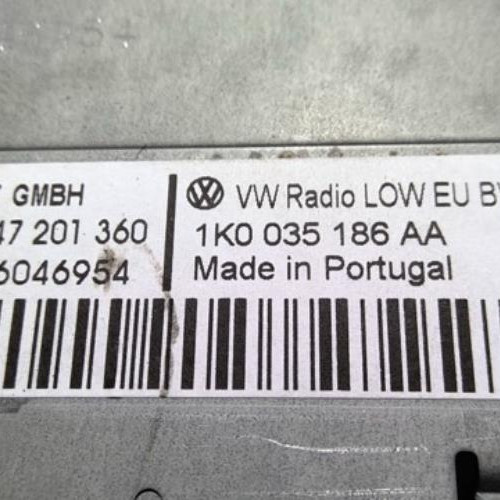 GMBH
47 201 360
6046954
VW Radio LOW EU
1K0 035 186 AA
Made in Portugal